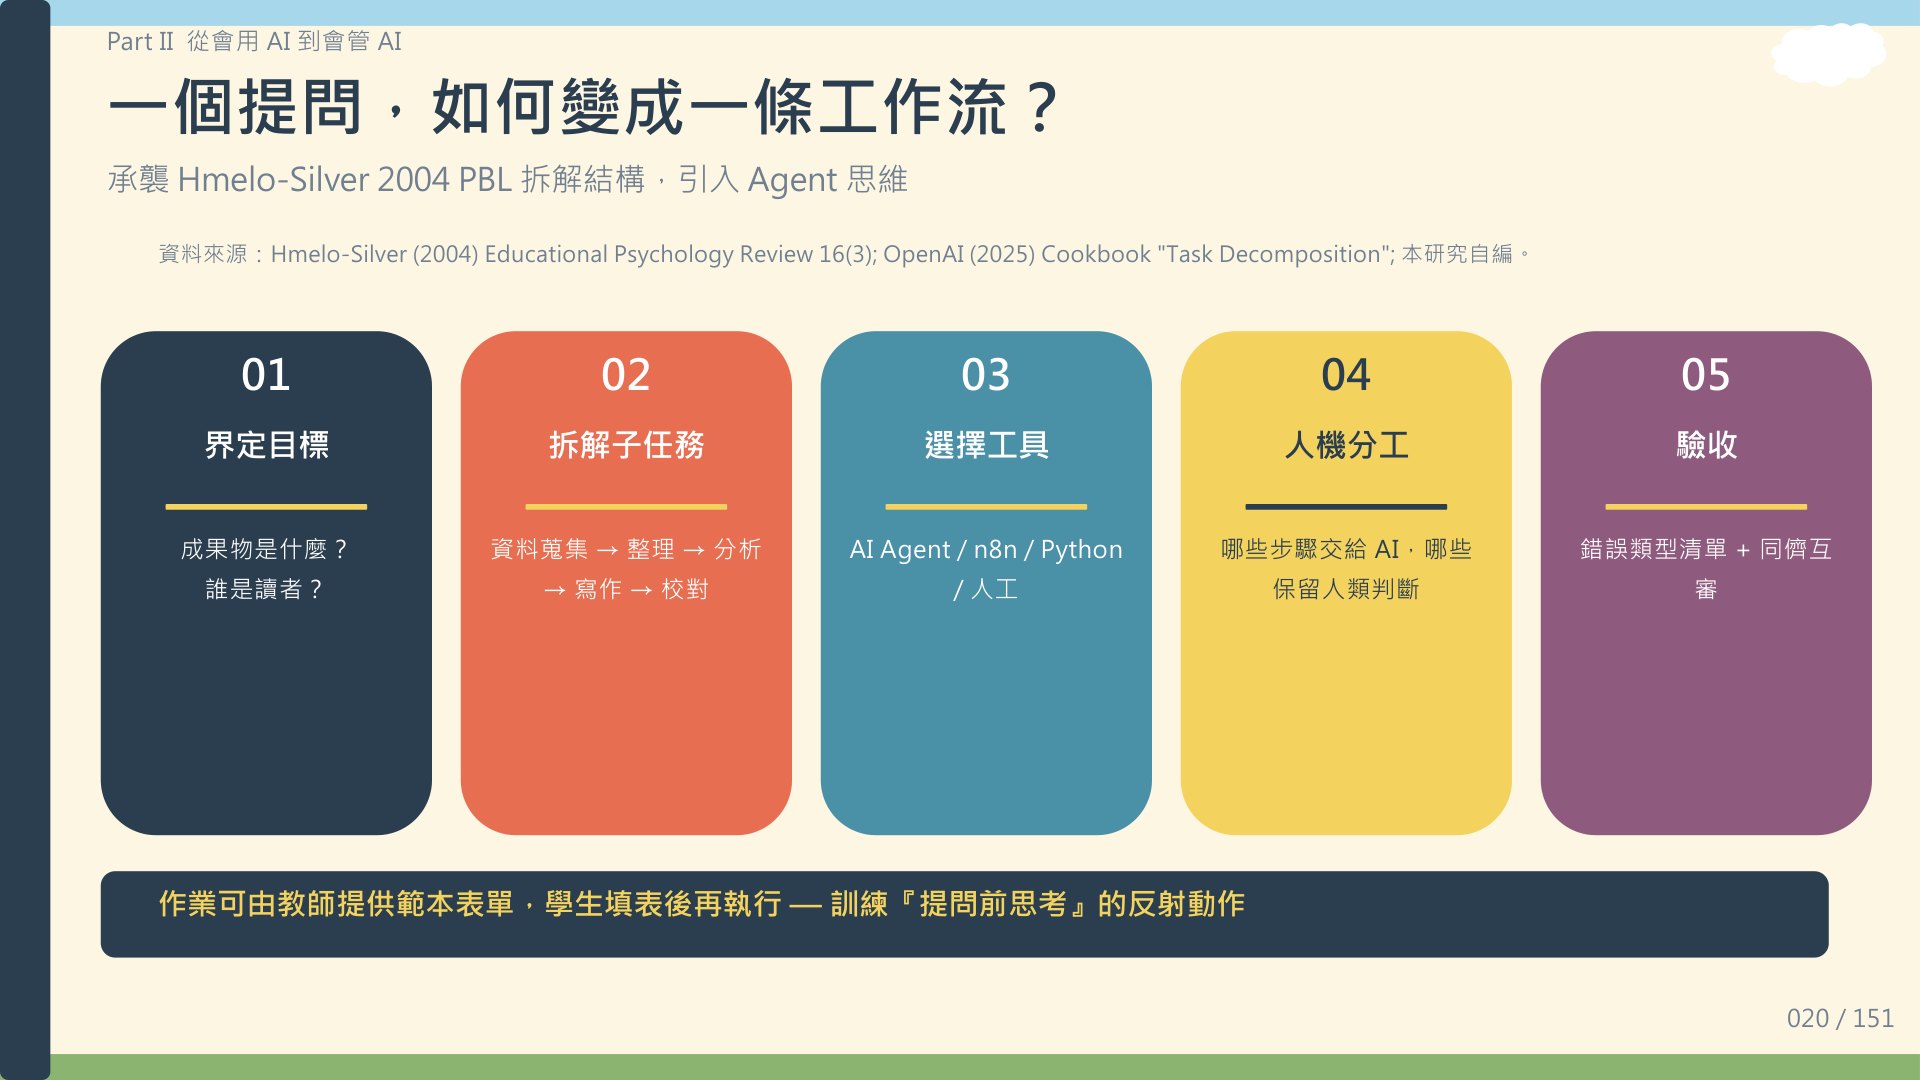 Part II 從會用 AI 到會管 AI
一個提問，如何變成一條工作流？
承襲 Hmelo-Silver 2004 PBL 拆解結構，引入 Agent 思維
資料來源：Hmelo-Silver (2004) Educational Psychology Review 16(3); OpenAI (2025) Cookbook "Task Decomposition"; 本研究自編。
01
界定目標
成果物是什麼？
誰是讀者？
02
拆解子任務
資料蒐集 → 整理 → 分析
→ 寫作 → 校對
03
選擇工具
AI Agent / n8n / Python
/ 人工
04
人機分工
哪些步驟交給 AI，哪些
保留人類判斷
05
驗收
錯誤類型清單 + 同儕互
審
作業可由教師提供範本表單，學生填表後再執行 — 訓練『提問前思考』的反射動作
020 / 151